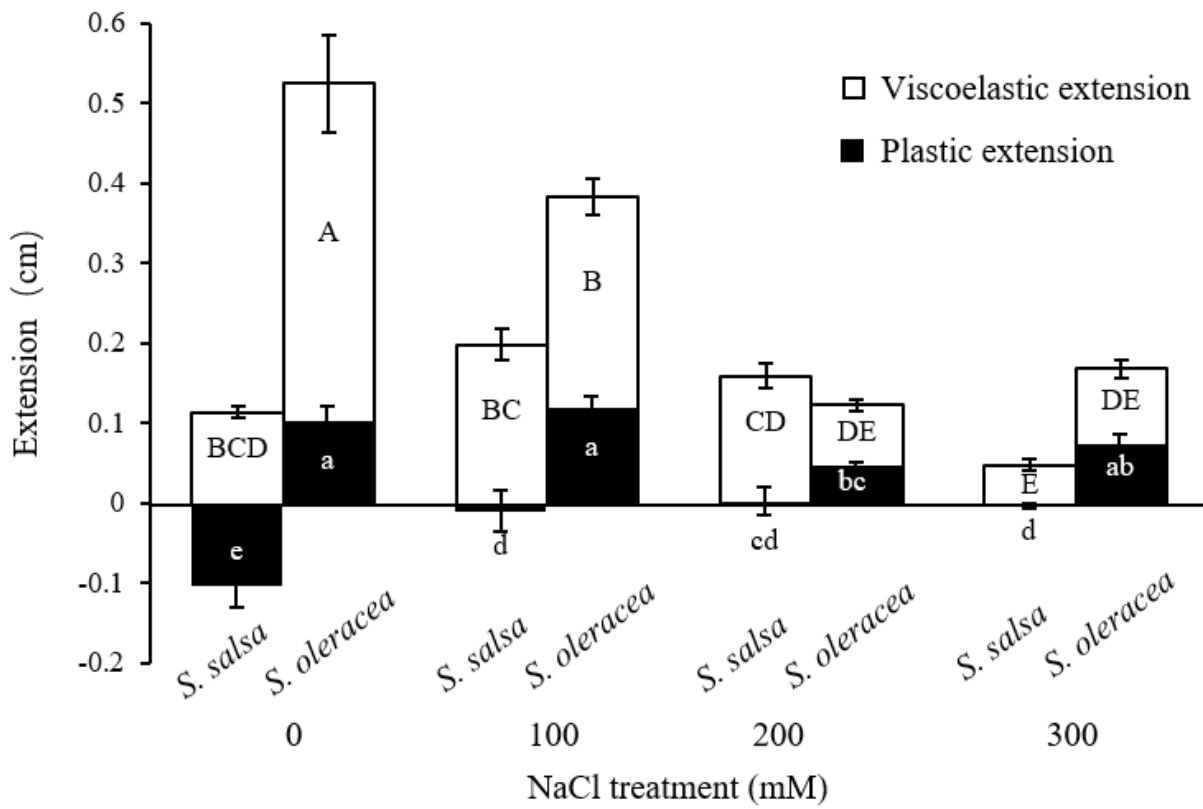 0.6
0.5
0.4
0.3
0.2
0.1
0
-0.1
-0.2
Extension (cm)
Viscoelastic extension
Plastic extension
A
B
BCD
BC
CD
DE
E
DE
a
a
bc
ab
e
d
cd
d
S. salsa
S. oleracea
S. salsa
S. oleracea
S. salsa
S. oleracea
S. salsa
S. oleracea
0
100
200
300
NaCl treatment (mM)